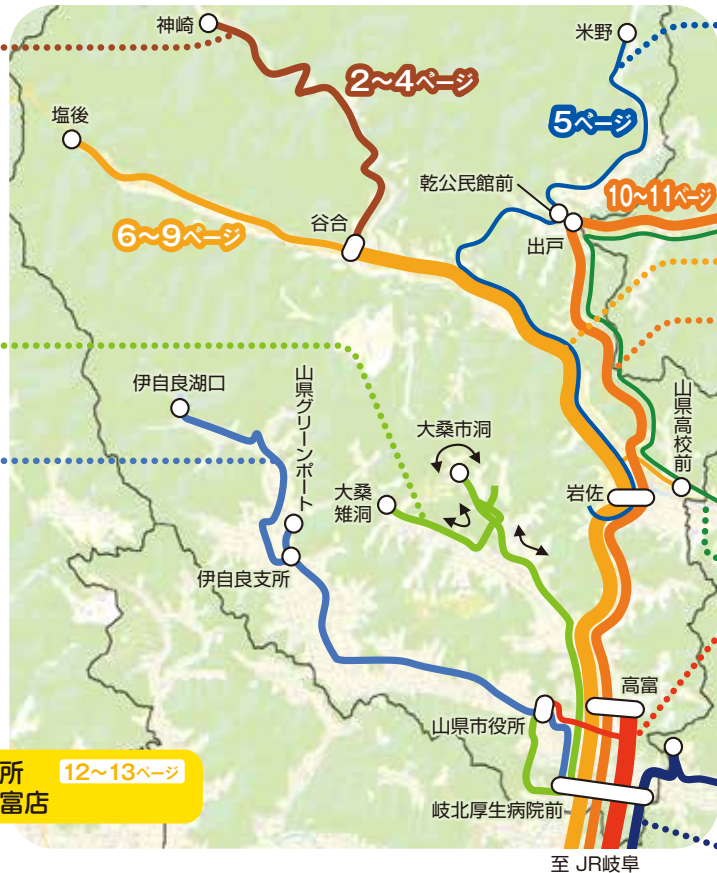 神崎
米野
2〜4ページ
塩後
5ページ
乾公民館前
10〜11ページ
谷合
6〜9ページ
出戸
伊自良湖口
山県グリーンポート
大桑市洞
山県高校前
大桑
雉洞
岩佐
伊自良支所
高富
山県市役所
所
12〜13ページ
富店
岐北厚生病院前
至 JR岐阜